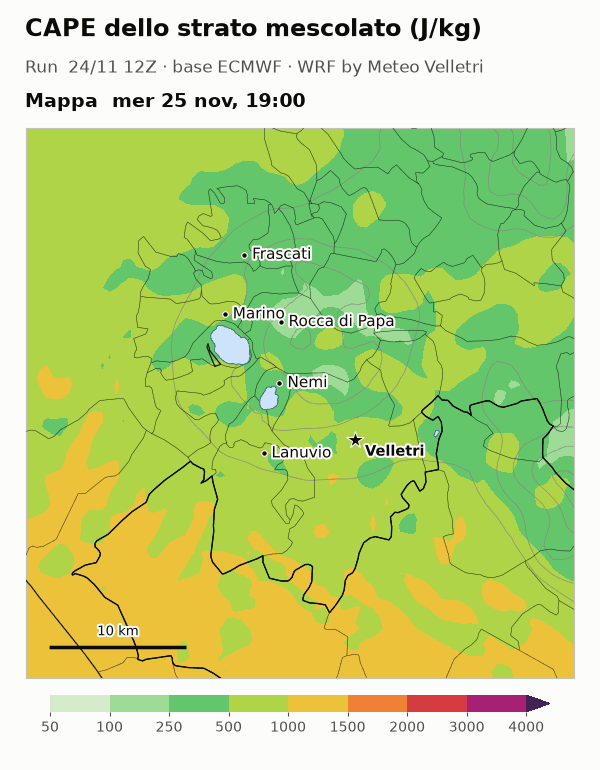 CAPE dello strato mescolato (J/kg)
Run  24/11 12Z · base ECMWF · WRF by Meteo Velletri
Mappa  mer 25 nov, 19:00
Frascati
Marino
Rocca di Papa
Nemi
Velletri
Lanuvio
10 km
50 100 250 500 1000 1500 2000 3000 4000